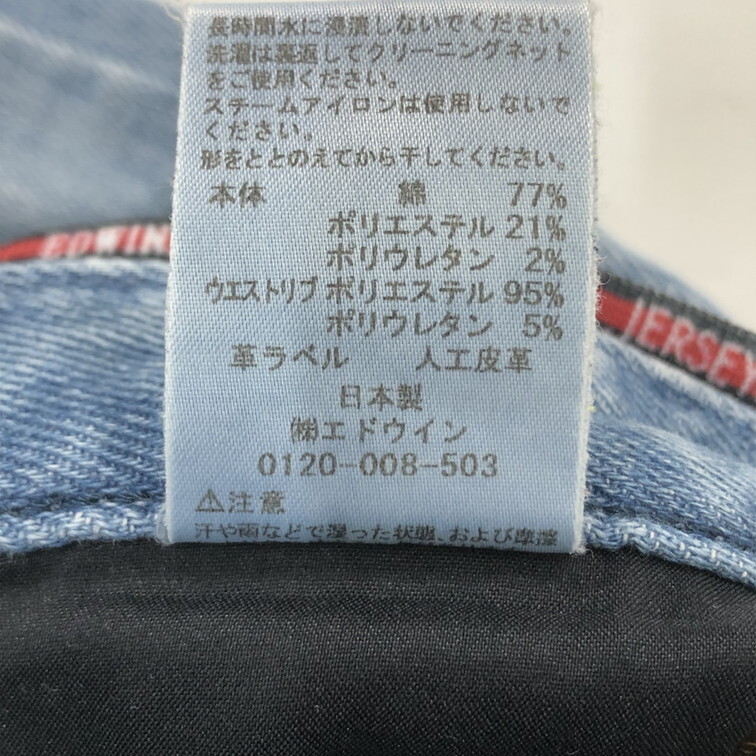 長時間水に浸漬しないでください。
洗濯は裏返してクリーニングネット
をご使用ください。
スチームアイロンは使用しないで
ください。
形をととのえてから干してください。
本体 綿 77%
ポリエステル 21%
ポリウレタン 2%
ウエストリブ ポリエステル 95%
ポリウレタン 5%
革ラベル 人工皮革
日本製
㈱エドウイン
0120-008-503
⚠注意
汗や雨などで湿った状態、および摩擦
EDWIN
JERSEY